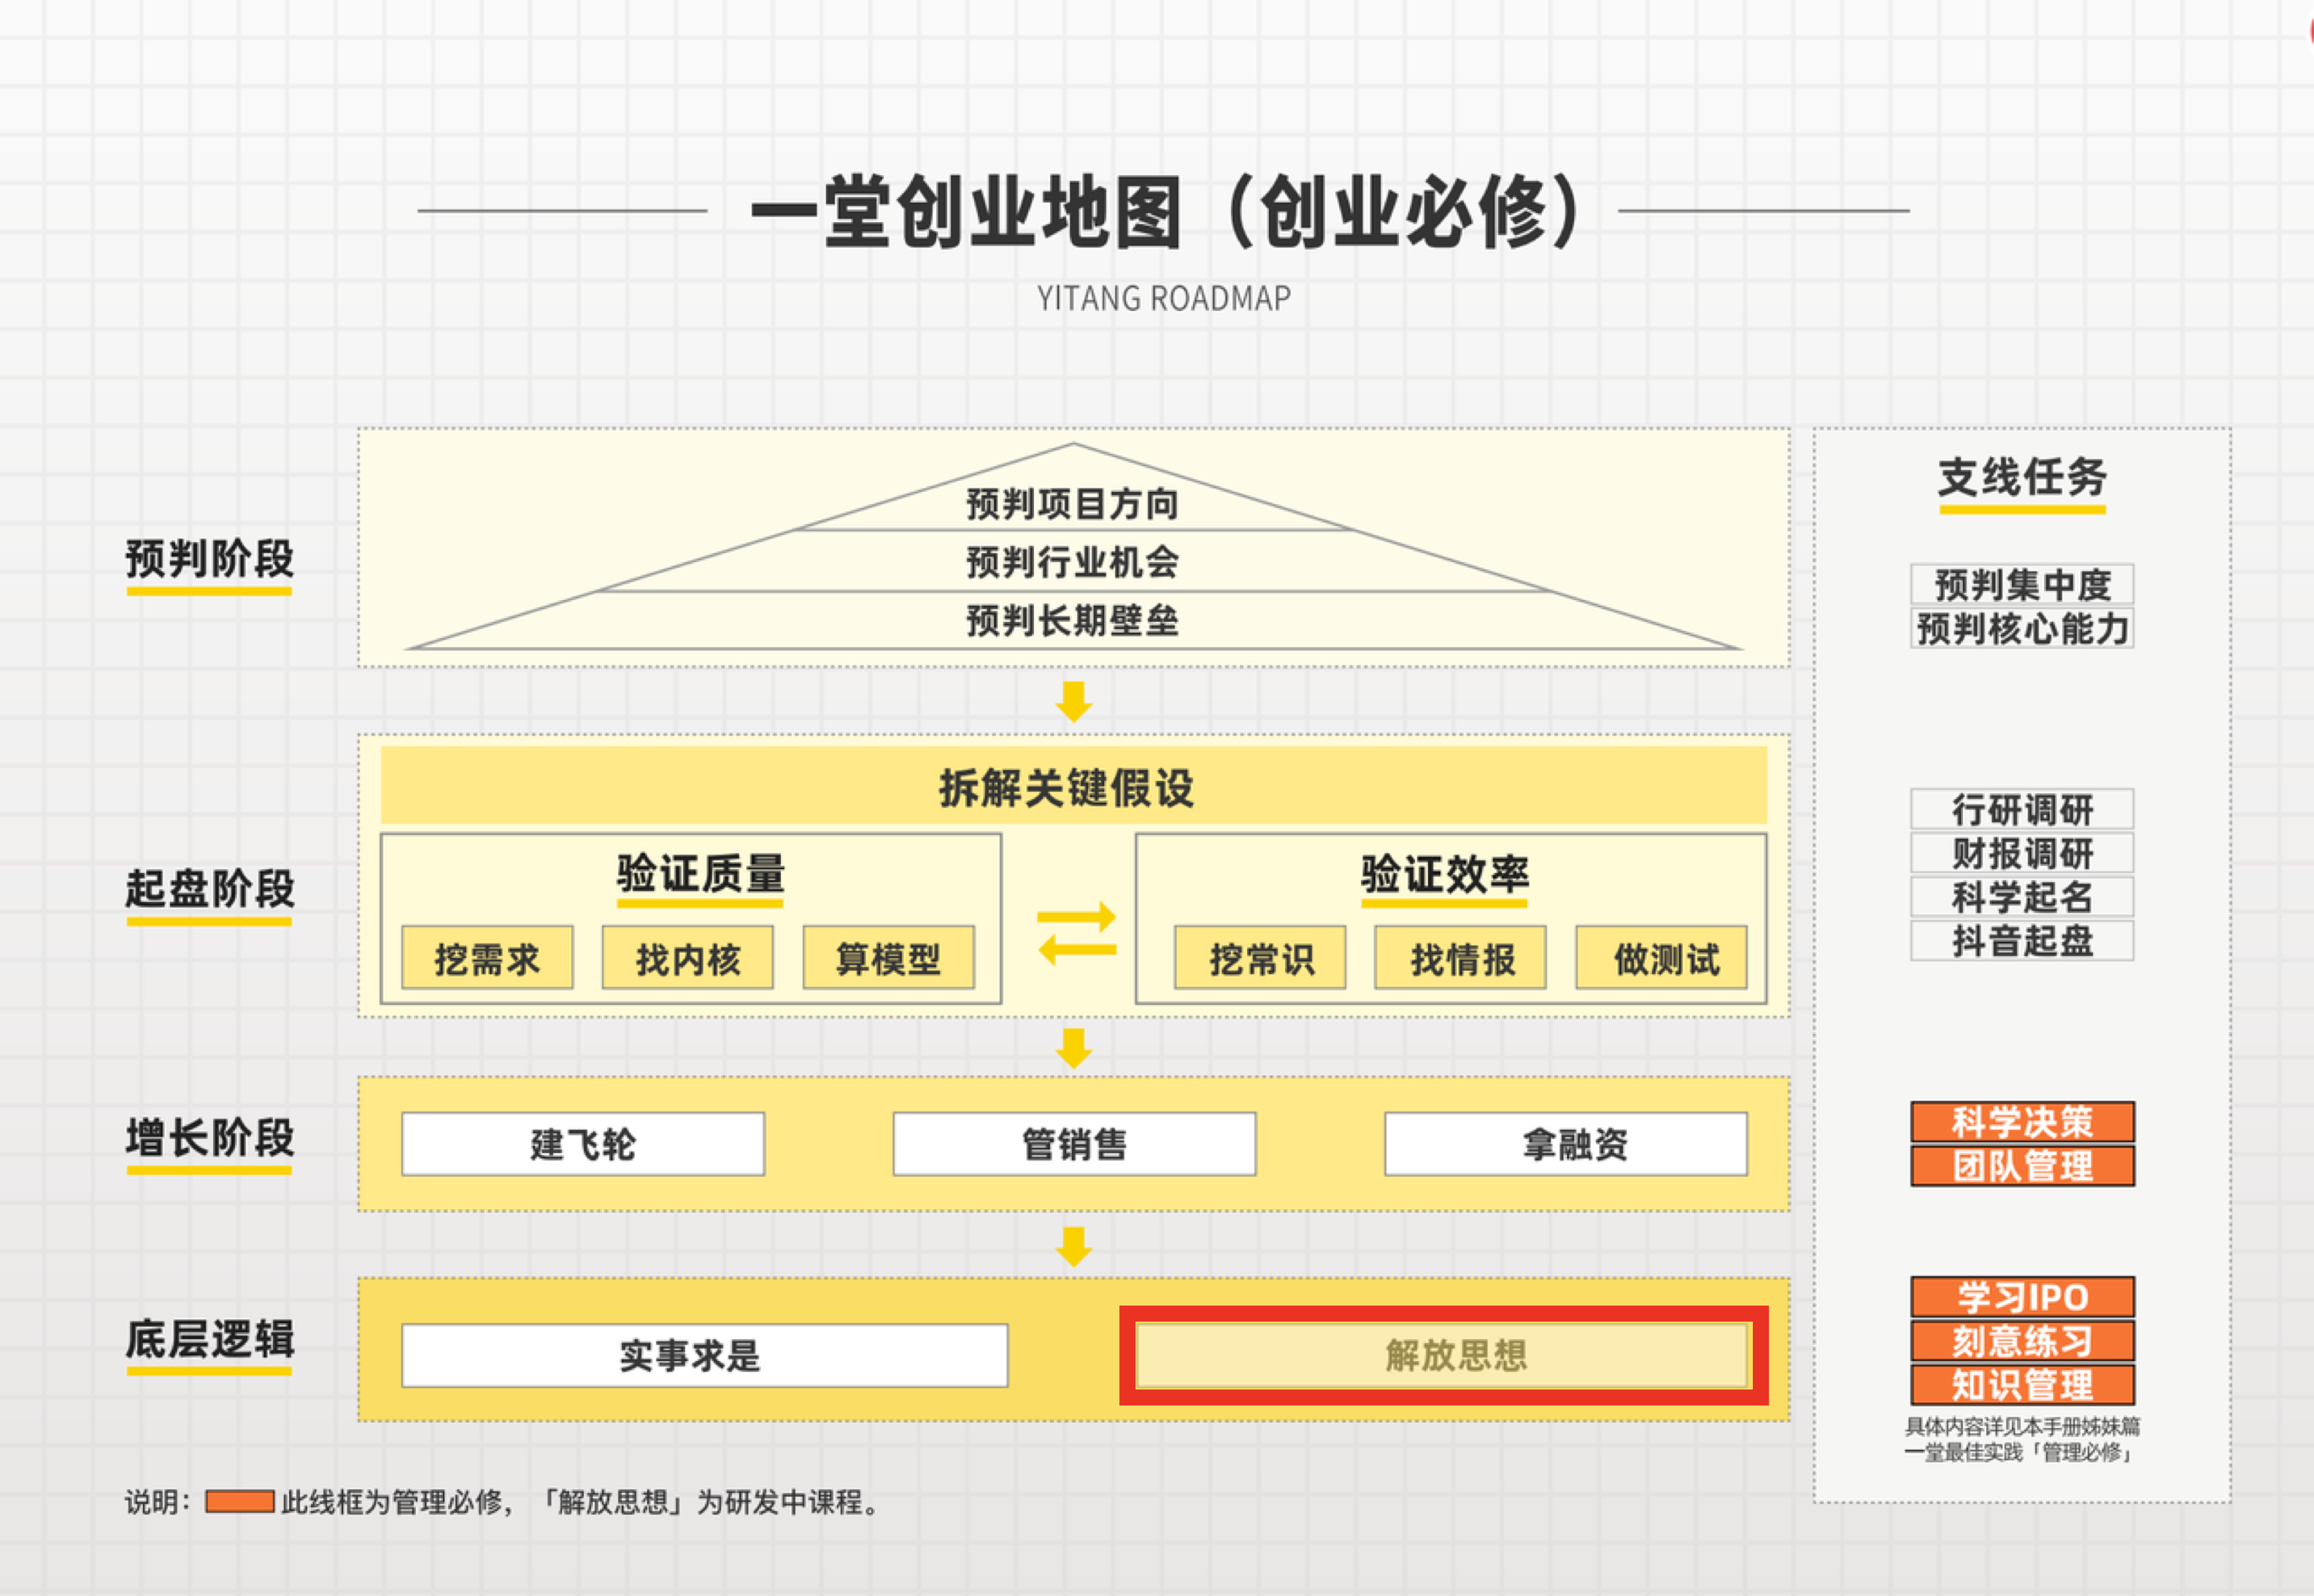 一堂创业地图（创业必修）
YITANG ROADMAP
预判阶段
预判项目方向
预判行业机会
预判长期壁垒
起盘阶段
拆解关键假设
验证质量
挖需求 找内核 算模型
验证效率
挖常识 找情报 做测试
增长阶段
建飞轮 管销售 拿融资
底层逻辑
实事求是 解放思想
支线任务
预判集中度
预判核心能力
行研调研
财报调研
科学起名
抖音起盘
科学决策
团队管理
学习IPO
刻意练习
知识管理
具体内容详见本手册姊妹篇
一堂最佳实践「管理必修」
说明：此线框为管理必修，「解放思想」为研发中课程。